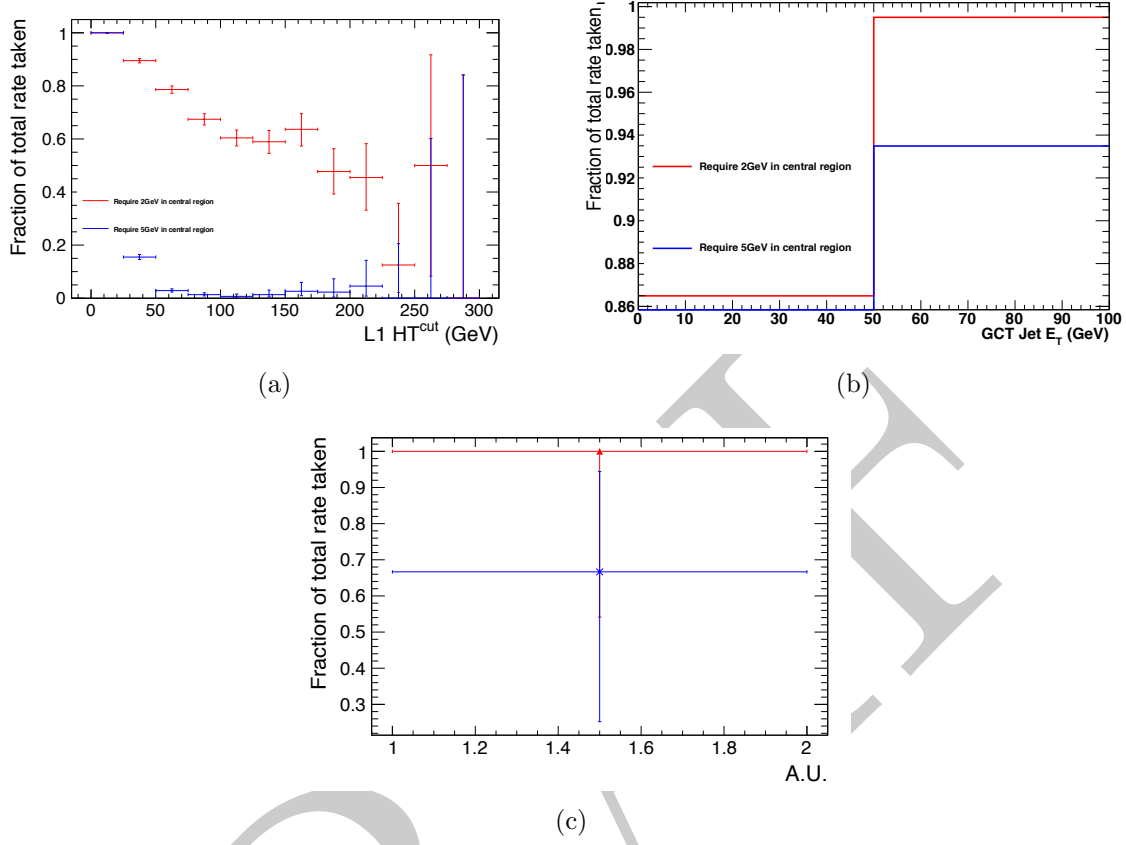 Fraction of total rate taken
1
0.8
0.6
0.4
0.2
0
Require 2GeV in central region
Require 5GeV in central region
0 50 100 150 200 250 300
L1 HT^cut (GeV)
(a)
Fraction of total rate taken
1
0.98
0.96
0.94
0.92
0.9
0.88
0.86
Require 2GeV in central region
Require 5GeV in central region
0 10 20 30 40 50 60 70 80 90 100
GCT Jet E_T (GeV)
(b)
Fraction of total rate taken
1
0.9
0.8
0.7
0.6
0.5
0.4
0.3
1 1.2 1.4 1.6 1.8 2
A.U.
(c)